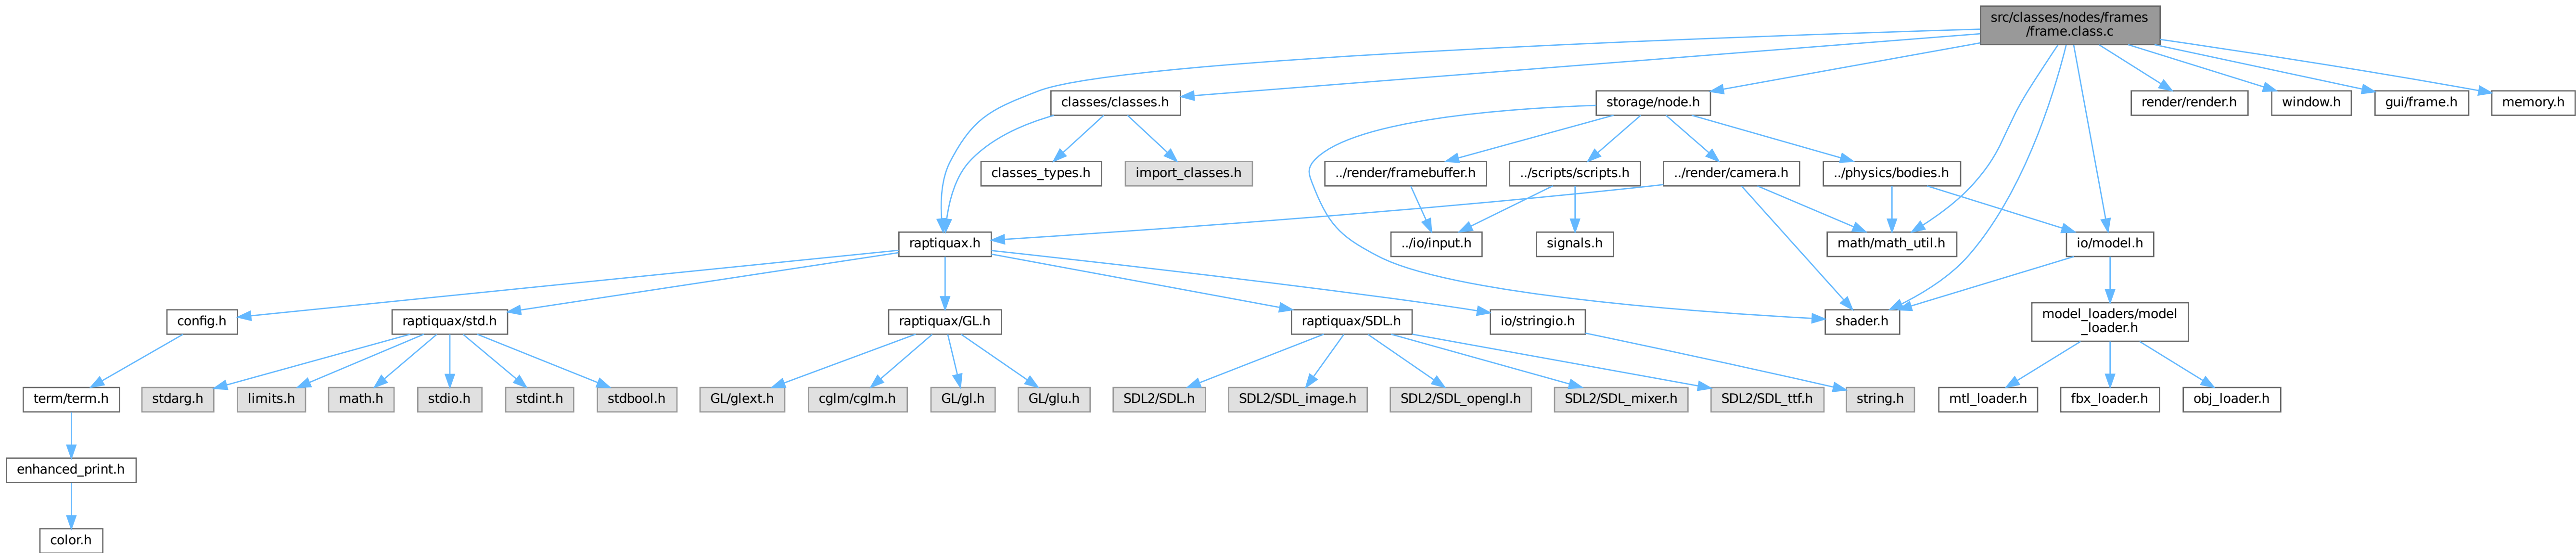 src/classes/nodes/frames
/frame.class.c
classes/classes.h
storage/node.h
render/render.h
window.h
gui/frame.h
memory.h
classes_types.h
import_classes.h
../render/framebuffer.h
../scripts/scripts.h
../render/camera.h
../physics/bodies.h
raptiquax.h
../io/input.h
signals.h
math/math_util.h
io/model.h
config.h
raptiquax/std.h
raptiquax/GL.h
raptiquax/SDL.h
io/stringio.h
shader.h
model_loaders/model
_loader.h
term/term.h
stdarg.h
limits.h
math.h
stdio.h
stdint.h
stdbool.h
GL/glext.h
cglm/cglm.h
GL/gl.h
GL/glu.h
SDL2/SDL.h
SDL2/SDL_image.h
SDL2/SDL_opengl.h
SDL2/SDL_mixer.h
SDL2/SDL_ttf.h
string.h
mtl_loader.h
fbx_loader.h
obj_loader.h
enhanced_print.h
color.h